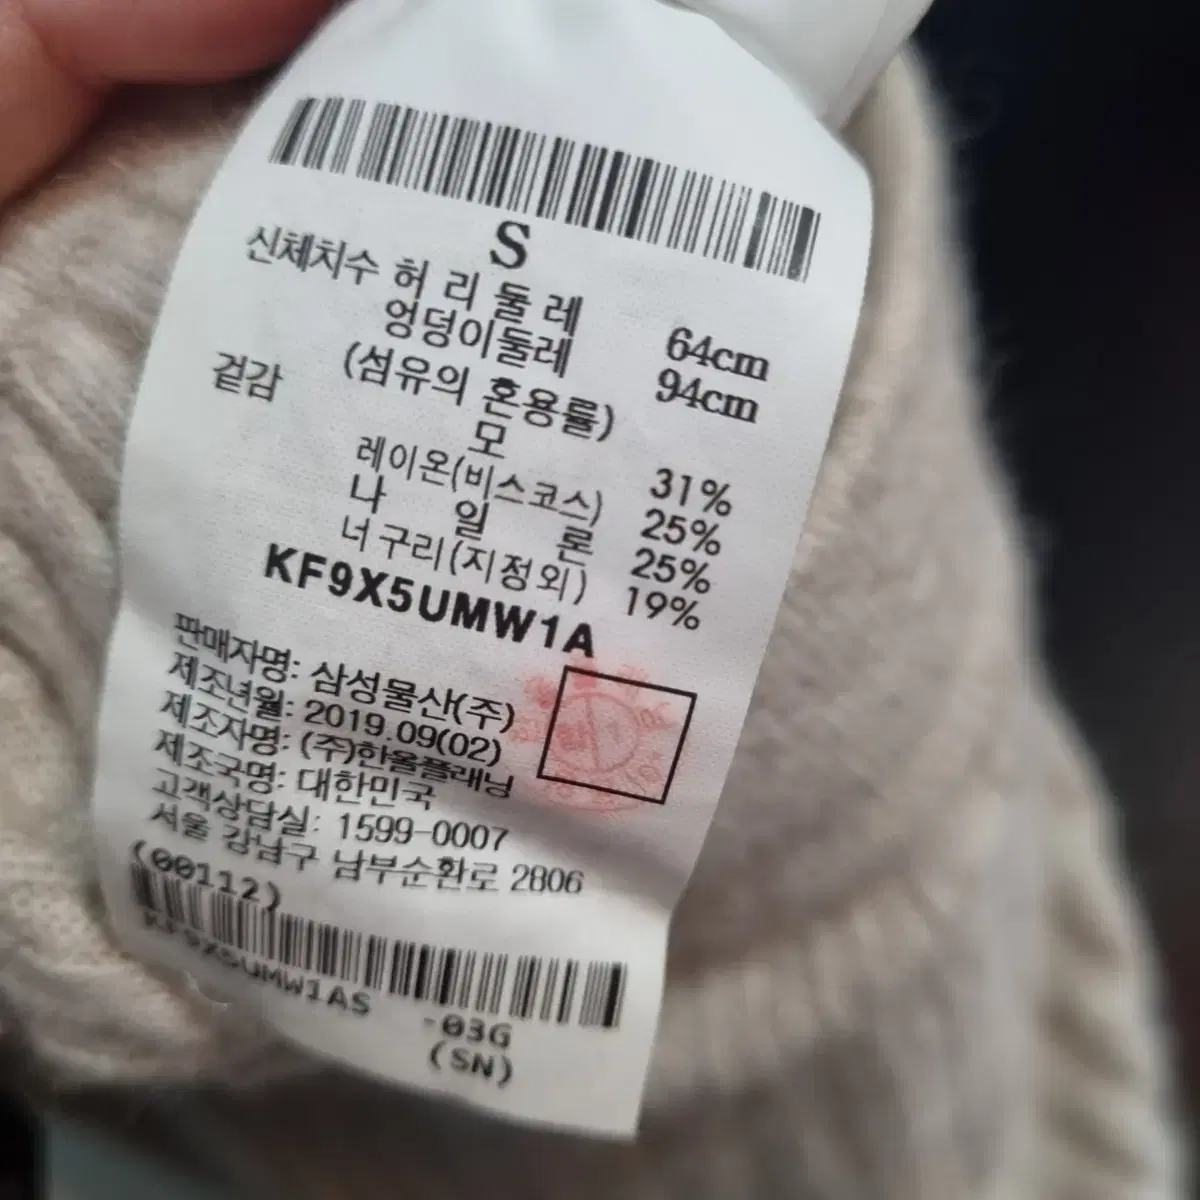 S
신체치수 허 리 둘 레 64cm
엉덩이둘레 94cm
(섬유의 혼용률)
겉감 모 31%
레이온(비스코스) 25%
나 일 론 25%
너구리(지정외) 19%
KF9X5UMW1A
판매자명: 삼성물산(주)
제조년월: 2019.09(02)
제조자명: (주)한울플래닝
제조국명: 대한민국
고객상담실: 1599-0007
서울 강남구 남부순환로 2806
(00112)
KF9X5UMW1AS -03G
(SN)